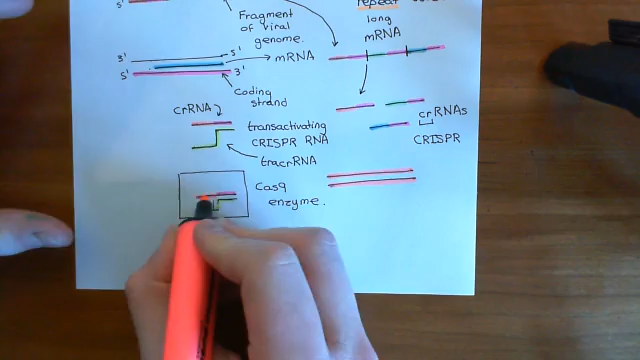 5'
Fragment
of viral
genome.
repeat
long
mRNA
3'
5'
mRNA
5'
3'
Coding
strand
crRNA
transactivating
CRISPR RNA
tracrRNA
crRNAs
CRISPR
Cas9
enzyme.